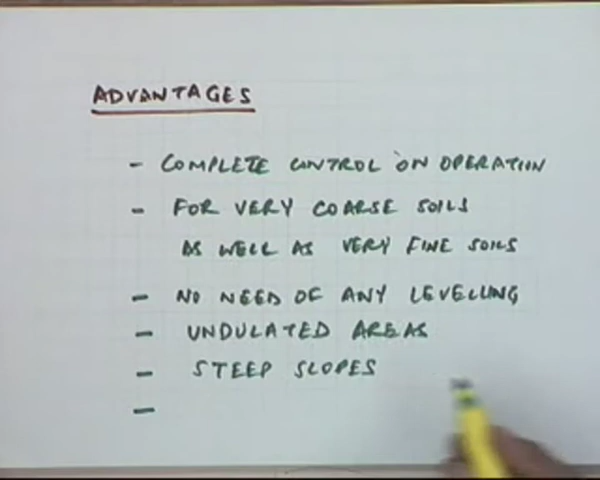 ADVANTAGES
- COMPLETE CONTROL ON OPERATION
- FOR VERY COARSE SOILS
AS WELL AS VERY FINE SOILS
- NO NEED OF ANY LEVELLING
- UNDULATED AREAS
- STEEP SLOPES
-